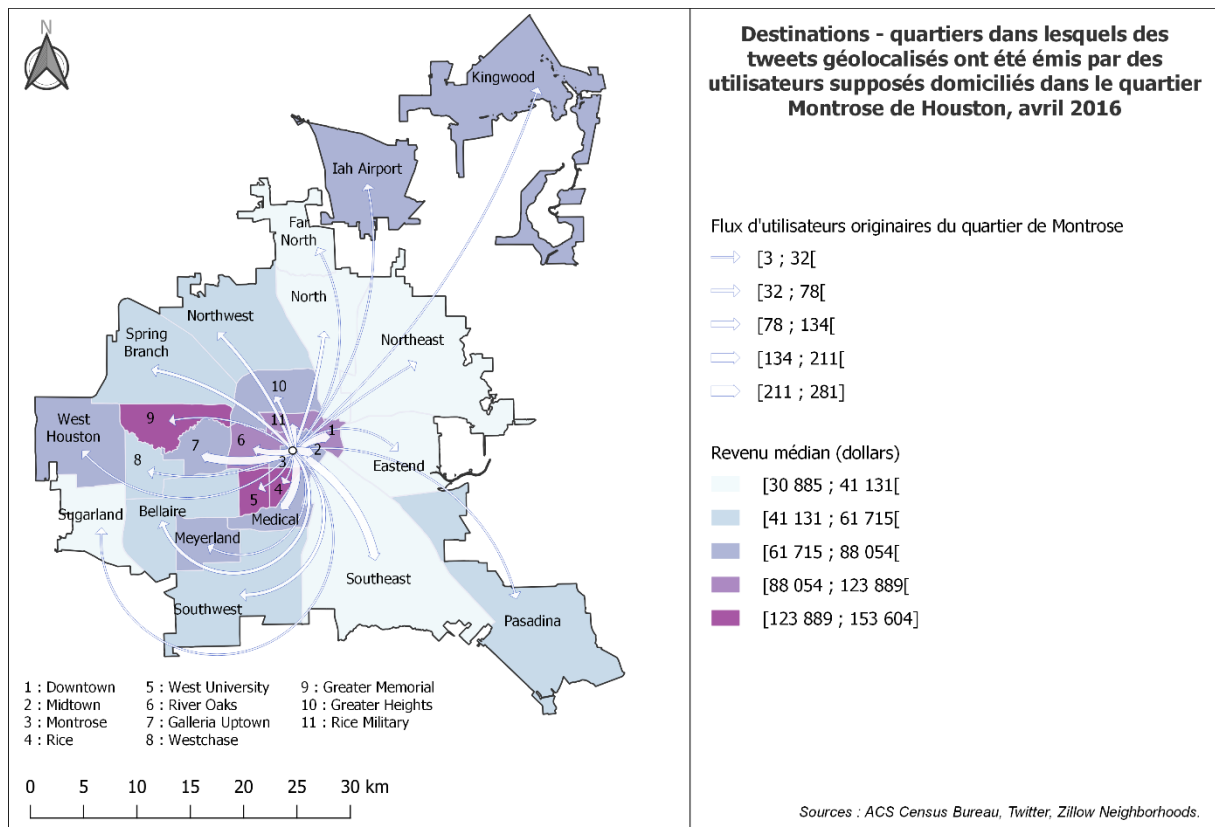 N
Destinations - quartiers dans lesquels des
tweets géolocalisés ont été émis par des
utilisateurs supposés domiciliés dans le quartier
Montrose de Houston, avril 2016
Kingwood
Iah Airport
Far
North
North
Northwest
Northeast
Spring
Branch
10
11
9
West
Houston
1
6
7
2
8
3
Eastend
5
4
Sugarland
Bellaire
Medical
Meyerland
Southeast
Southwest
Pasadina
Flux d'utilisateurs originaires du quartier de Montrose
[3 ; 32[
[32 ; 78[
[78 ; 134[
[134 ; 211[
[211 ; 281]
Revenu médian (dollars)
[30 885 ; 41 131[
[41 131 ; 61 715[
[61 715 ; 88 054[
[88 054 ; 123 889[
[123 889 ; 153 604]
1 : Downtown
2 : Midtown
3 : Montrose
4 : Rice
5 : West University
6 : River Oaks
7 : Galleria Uptown
8 : Westchase
9 : Greater Memorial
10 : Greater Heights
11 : Rice Military
0 5 10 15 20 25 30 km
Sources : ACS Census Bureau, Twitter, Zillow Neighborhoods.